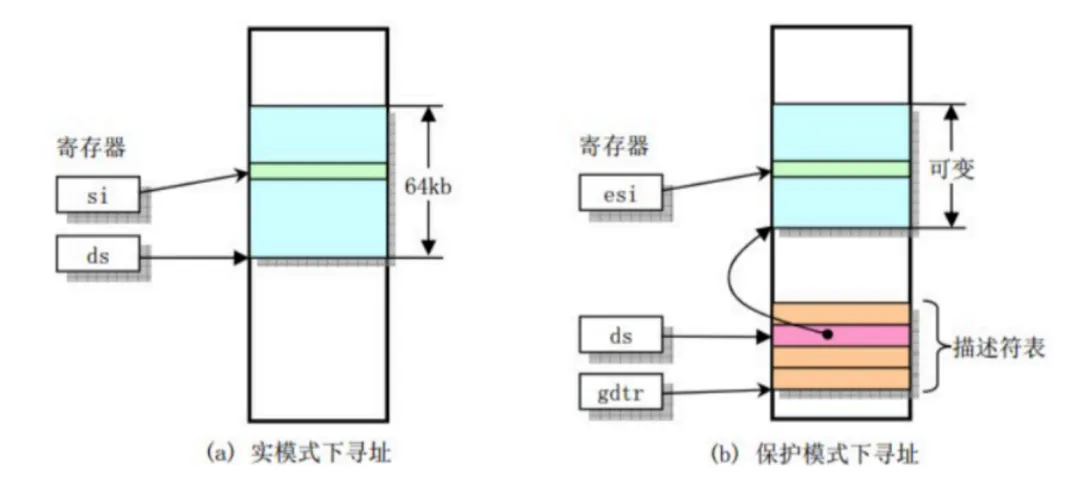 寄存器
si
ds
64kb
(a) 实模式下寻址
寄存器
esi
可变
ds
gdtr
描述符表
(b) 保护模式下寻址